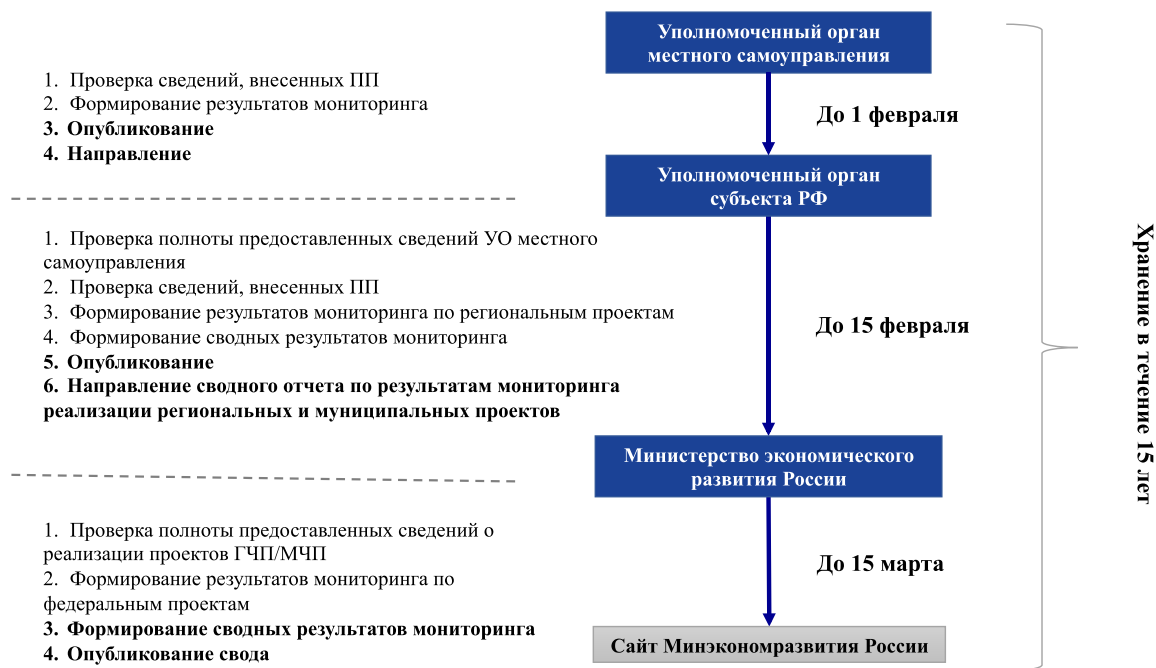 Уполномоченный орган
местного самоуправления
1. Проверка сведений, внесенных ПП
2. Формирование результатов мониторинга
3. Опубликование
4. Направление
До 1 февраля
Уполномоченный орган
субъекта РФ
1. Проверка полноты предоставленных сведений УО местного
самоуправления
2. Проверка сведений, внесенных ПП
3. Формирование результатов мониторинга по региональным проектам
4. Формирование сводных результатов мониторинга
5. Опубликование
6. Направление сводного отчета по результатам мониторинга
реализации региональных и муниципальных проектов
До 15 февраля
Министерство экономического
развития России
1. Проверка полноты предоставленных сведений о
реализации проектов ГЧП/МЧП
2. Формирование результатов мониторинга по
федеральным проектам
3. Формирование сводных результатов мониторинга
4. Опубликование свода
До 15 марта
Сайт Минэкономразвития России
Хранение в течение 15 лет